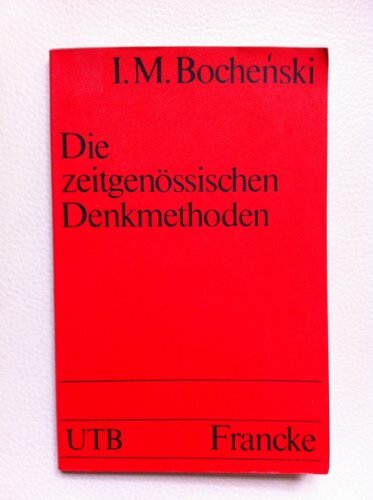 I. M. Bocheński
Die
zeitgenössischen
Denkmethoden
UTB Francke